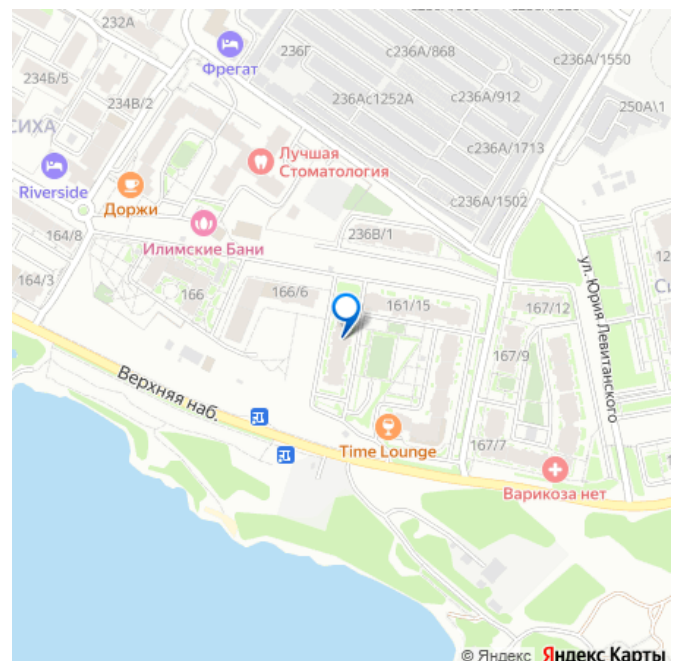 232А
236Г
с236А/868
с236А/1550
Фрегат
234Б/5
236Ас1252А
с236А/912
234В/2
250А\1
СИХА
с236А/1713
Лучшая
Стоматология
Riverside
Доржи
с236А/1502
164/8
Илимские Бани
236В/1
164/3
166
166/6
161/15
167/12
Си
ул. Юрия Левитанского
167/9
Верхняя наб.
Time Lounge
167/7
Варикоза нет
© Яндекс Яндекс Карты